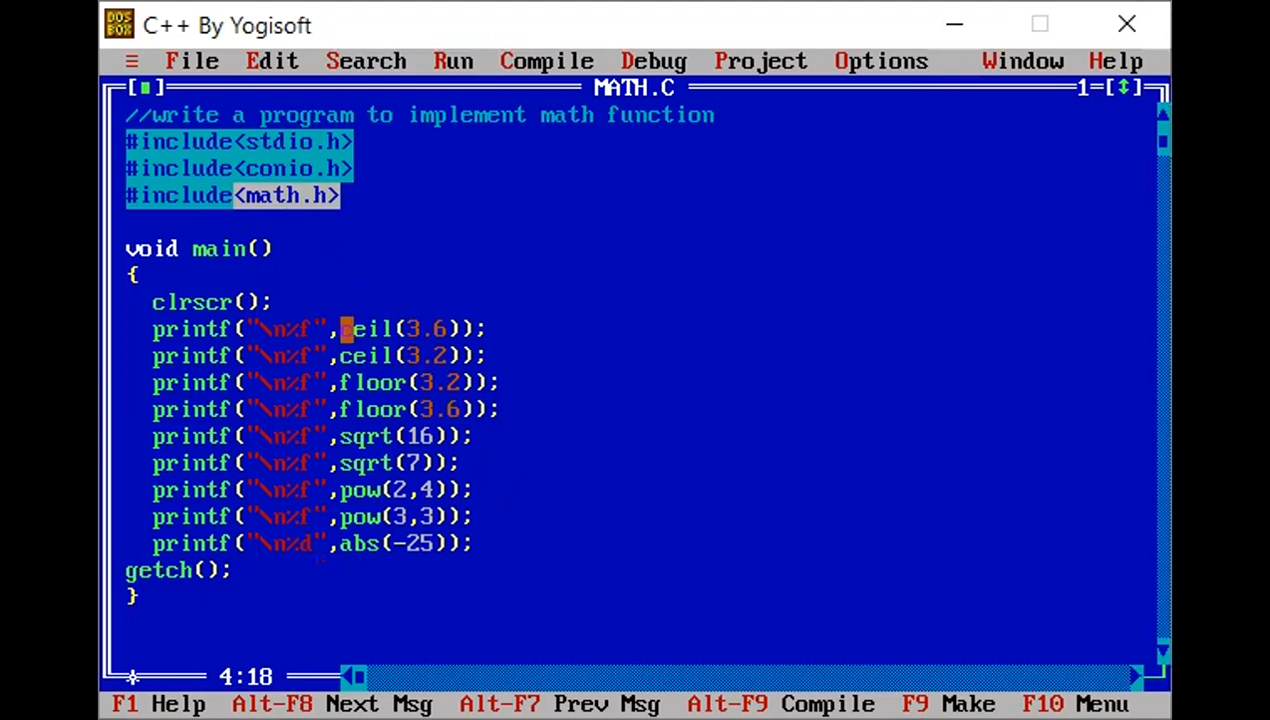 C++ By Yogisoft
≡ File Edit Search Run Compile Debug Project Options Window Help
MATH.C 1=[↕]
//write a program to implement math function
#include<stdio.h>
#include<conio.h>
#include<math.h>
void main()
{
clrscr();
printf("\n%f",ceil(3.6));
printf("\n%f",ceil(3.2));
printf("\n%f",floor(3.2));
printf("\n%f",floor(3.6));
printf("\n%f",sqrt(16));
printf("\n%f",sqrt(7));
printf("\n%f",pow(2,4));
printf("\n%f",pow(3,3));
printf("\n%d",abs(-25));
getch();
}
4:18
F1 Help Alt-F8 Next Msg Alt-F7 Prev Msg Alt-F9 Compile F9 Make F10 Menu